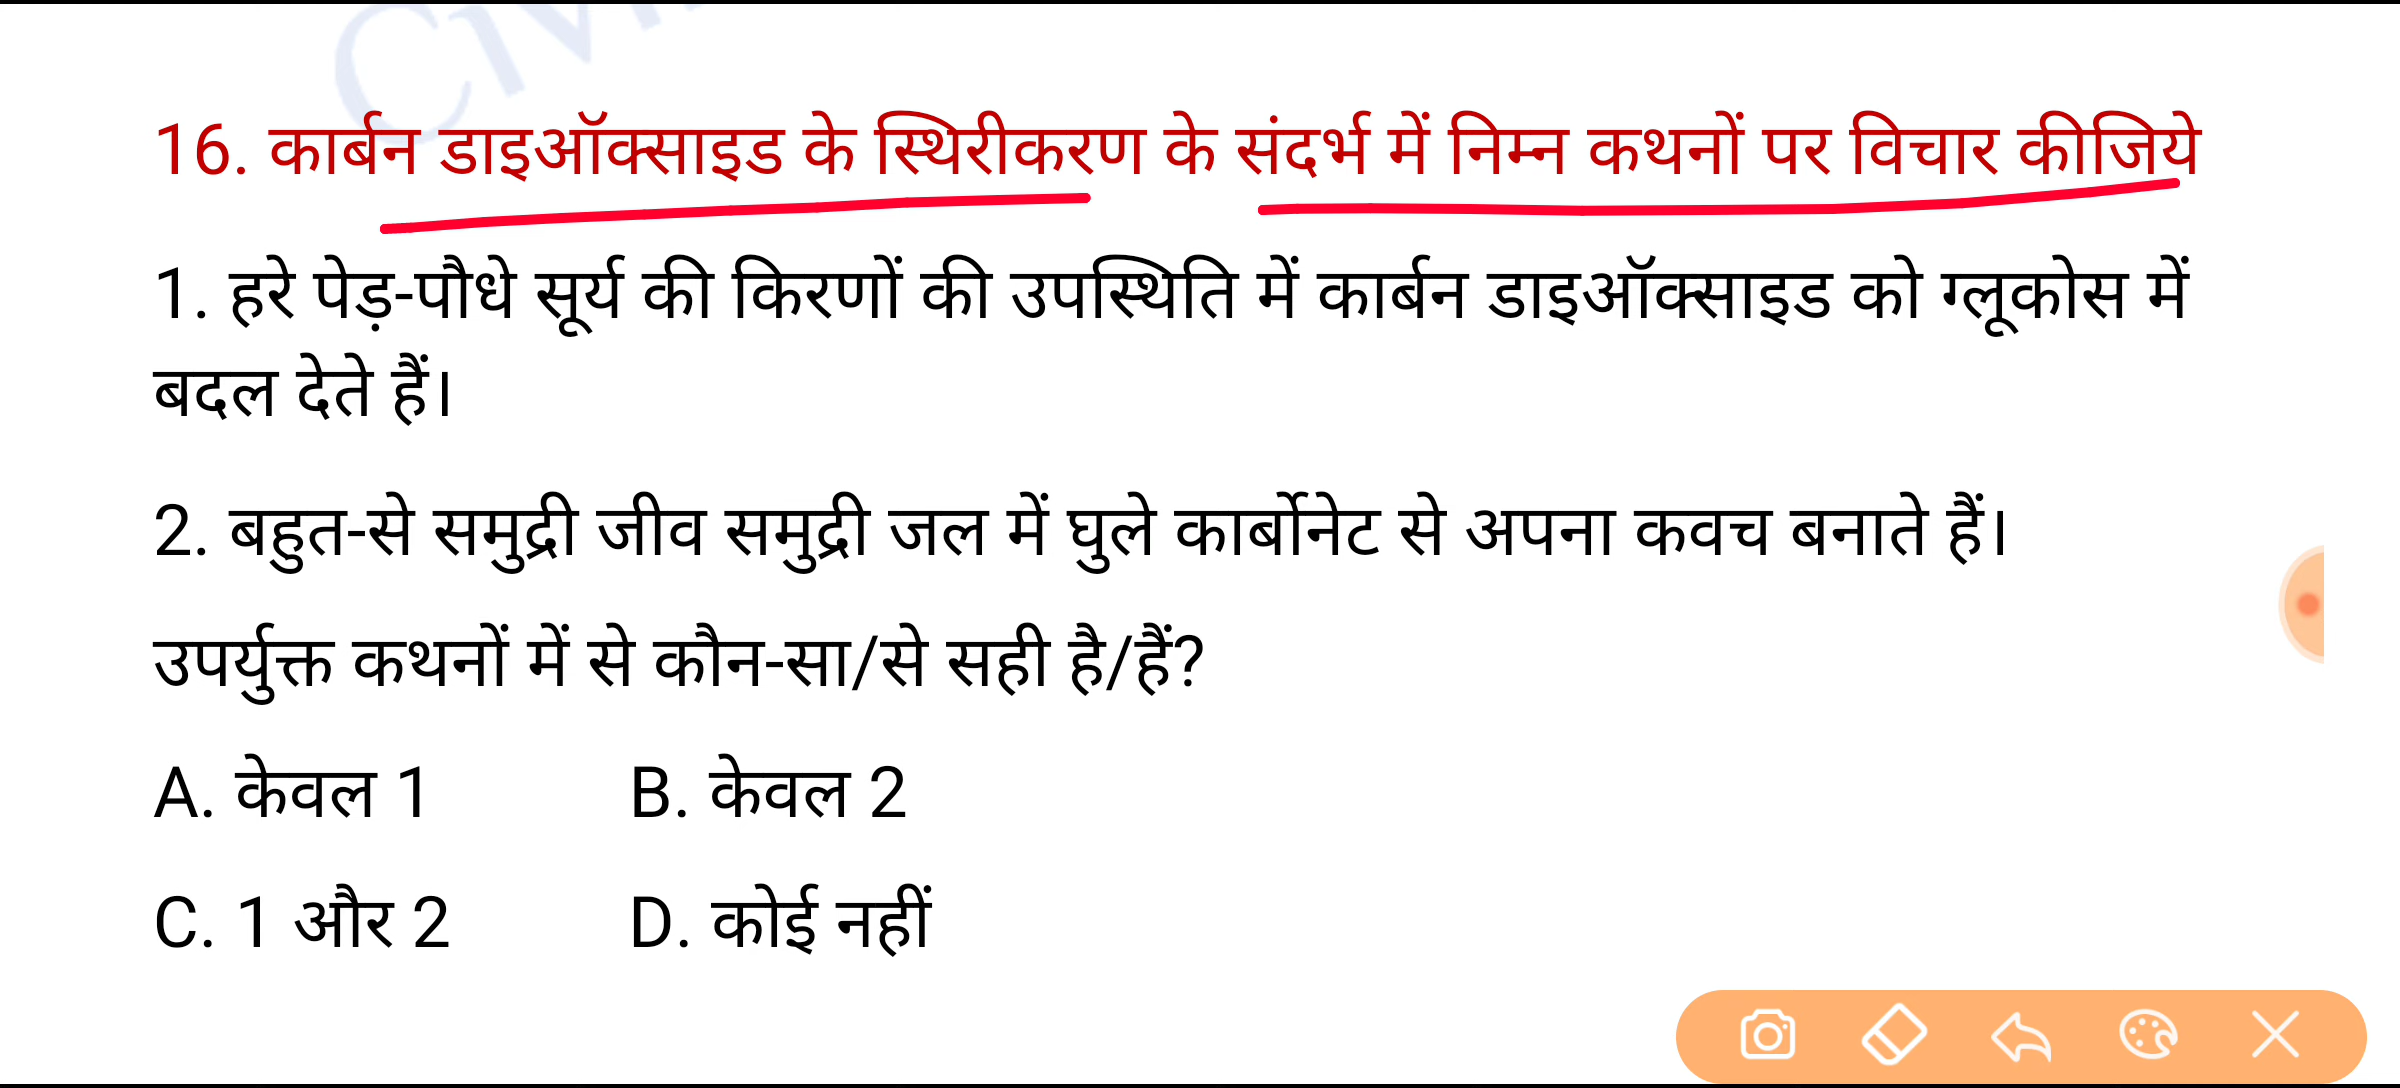 Civi
16. कार्बन डाइऑक्साइड के स्थिरीकरण के संदर्भ में निम्न कथनों पर विचार कीजिये
1. हरे पेड़-पौधे सूर्य की किरणों की उपस्थिति में कार्बन डाइऑक्साइड को ग्लूकोस में
बदल देते हैं।
2. बहुत-से समुद्री जीव समुद्री जल में घुले कार्बोनेट से अपना कवच बनाते हैं।
उपर्युक्त कथनों में से कौन-सा/से सही है/हैं?
A. केवल 1 B. केवल 2
C. 1 और 2 D. कोई नहीं